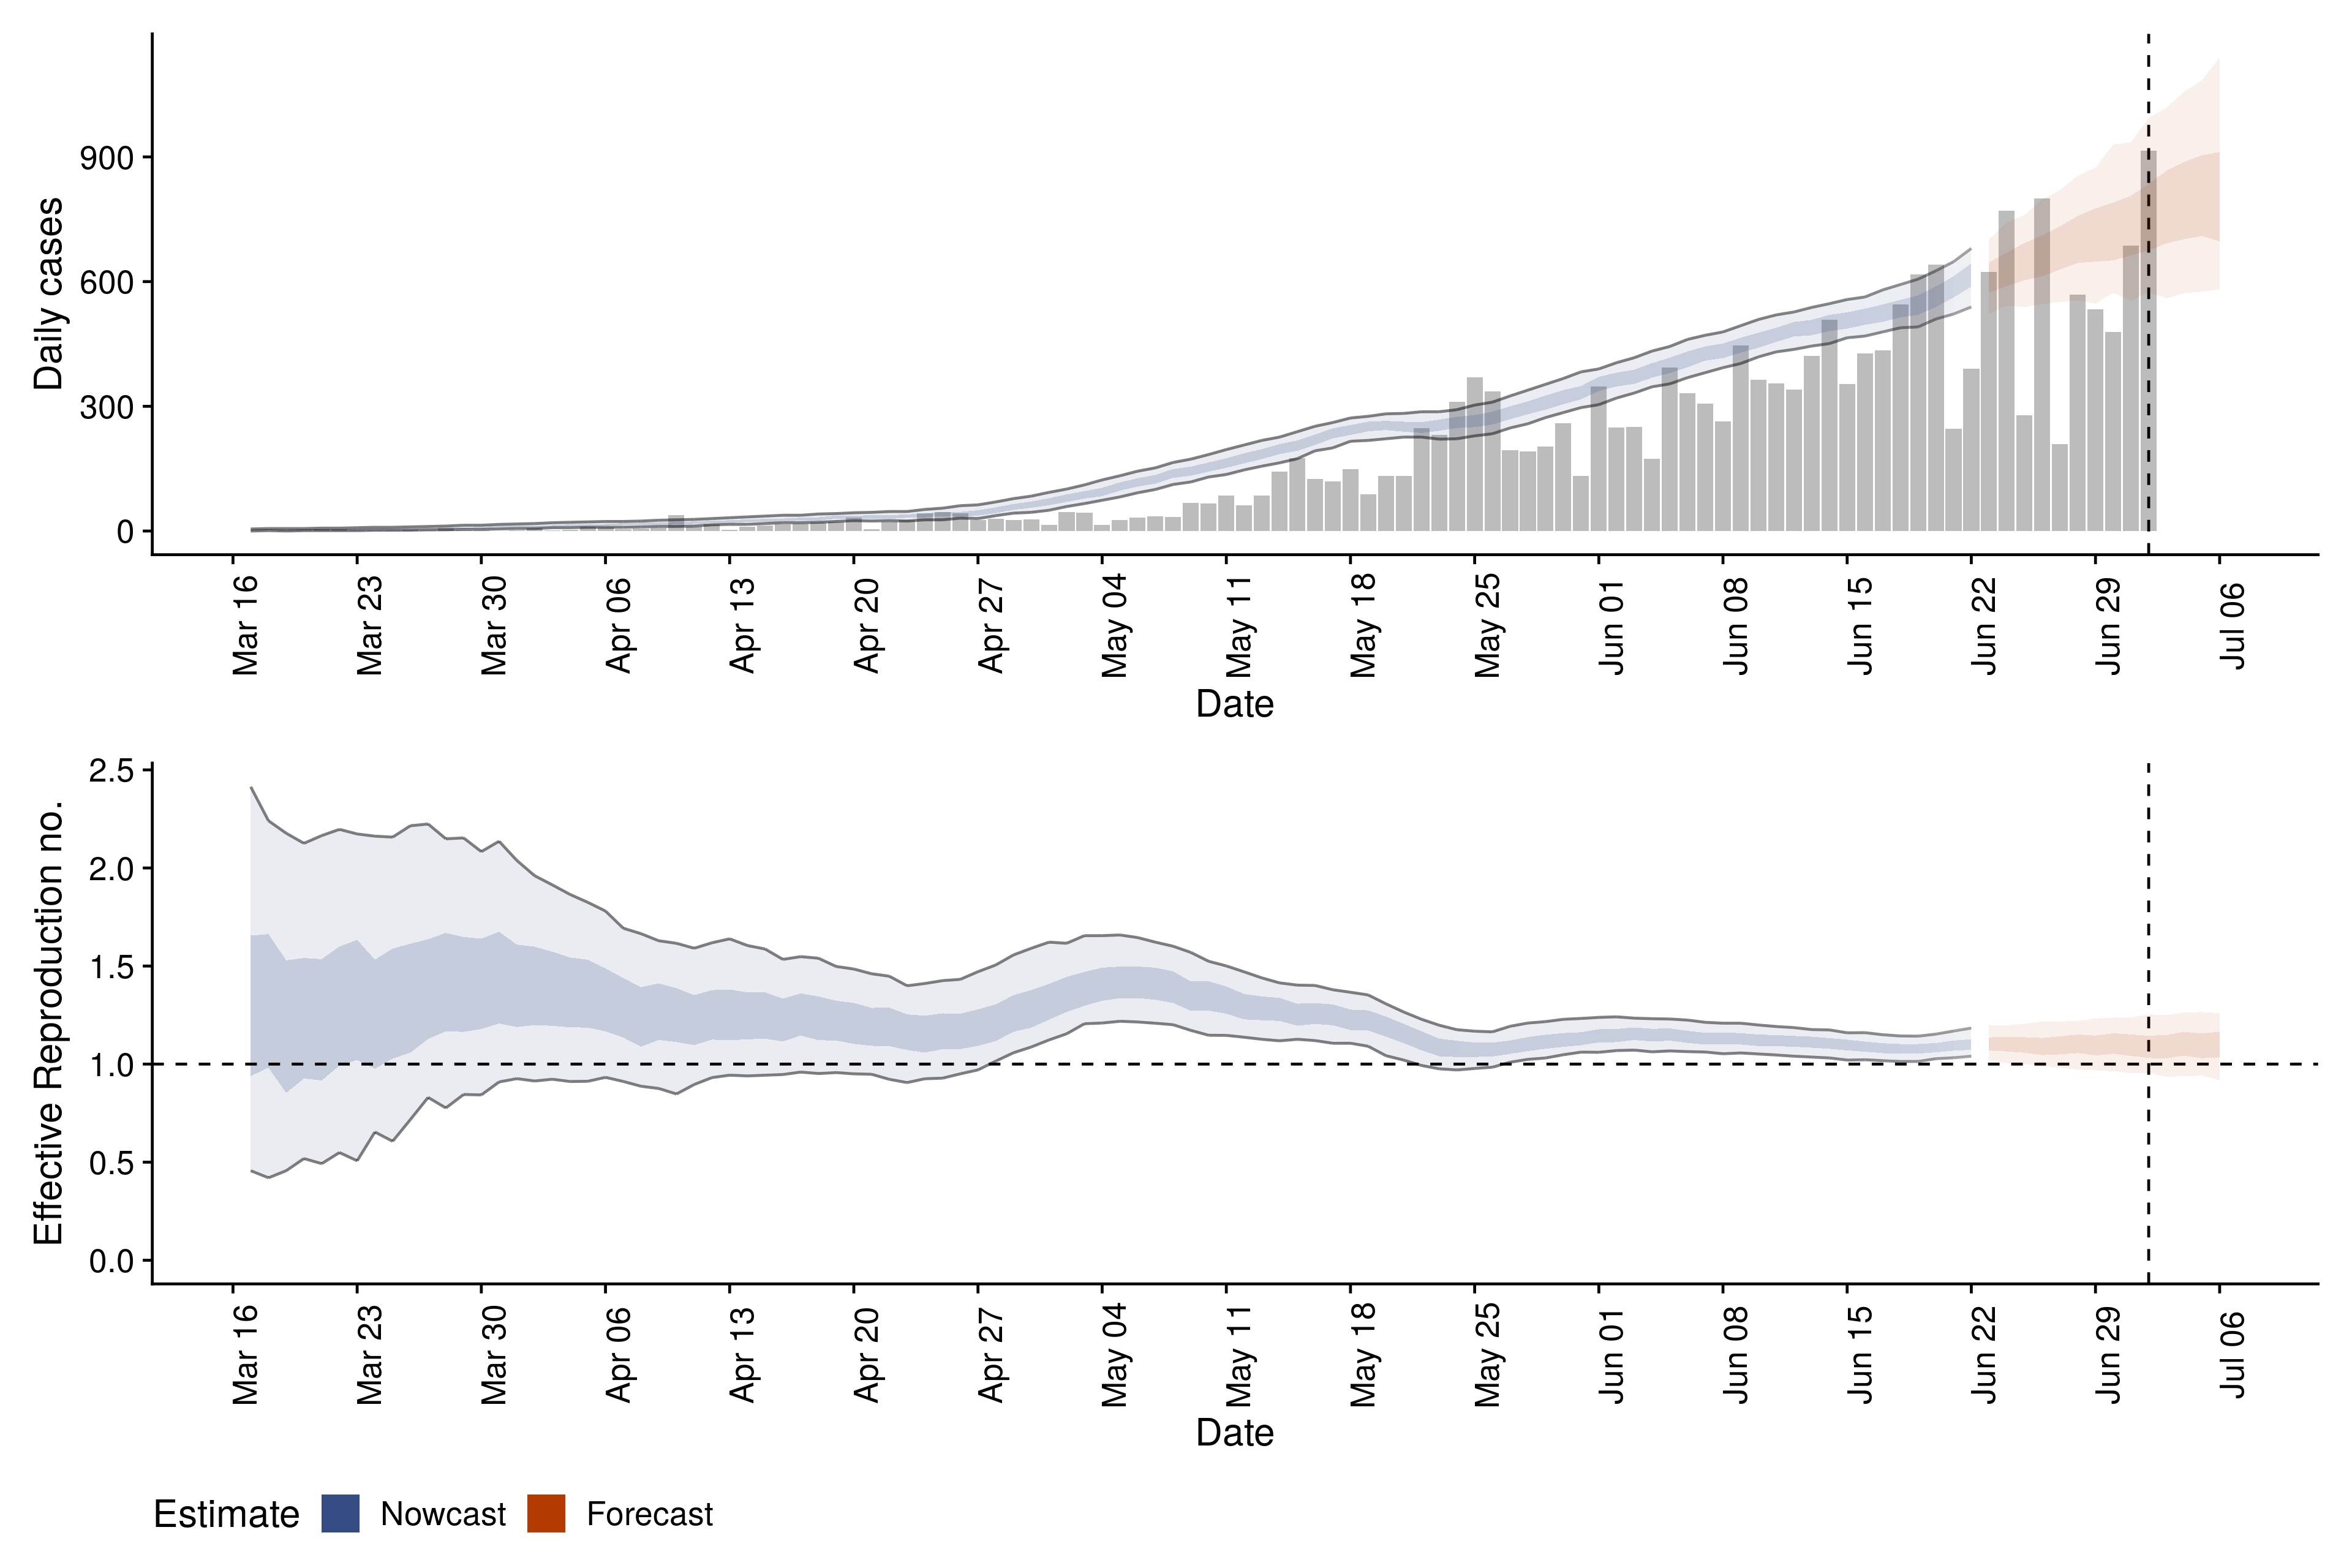 Daily cases
900
600
300
0
Mar 16
Mar 23
Mar 30
Apr 06
Apr 13
Apr 20
Apr 27
May 04
May 11
May 18
May 25
Jun 01
Jun 08
Jun 15
Jun 22
Jun 29
Jul 06
Date
Effective Reproduction no.
2.5
2.0
1.5
1.0
0.5
0.0
Mar 16
Mar 23
Mar 30
Apr 06
Apr 13
Apr 20
Apr 27
May 04
May 11
May 18
May 25
Jun 01
Jun 08
Jun 15
Jun 22
Jun 29
Jul 06
Date
Estimate Nowcast Forecast